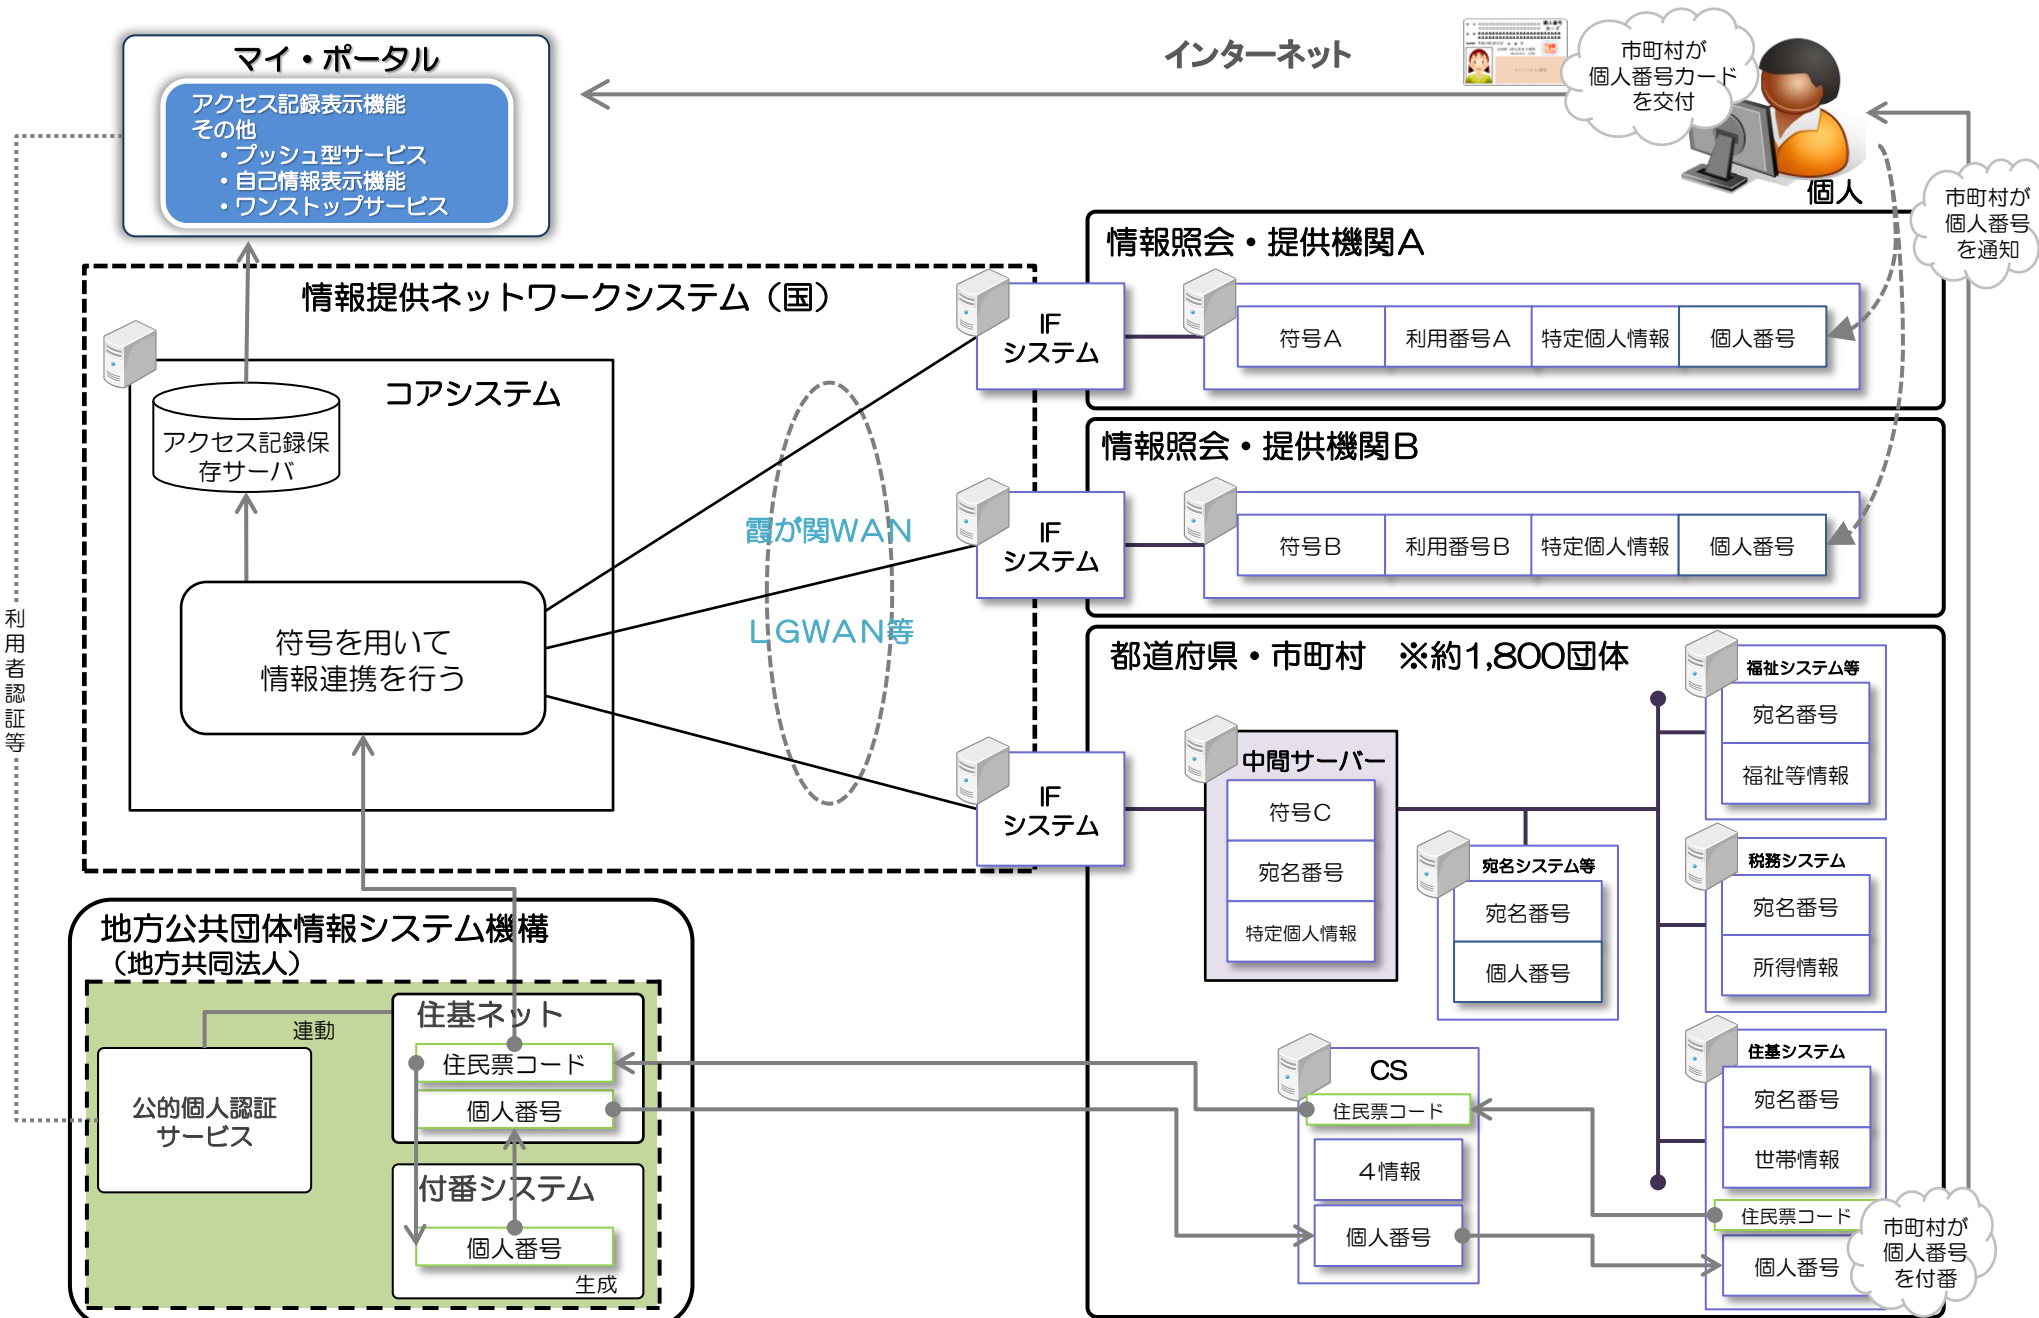 マイ・ポータル
アクセス記録表示機能
その他
・プッシュ型サービス
・自己情報表示機能
・ワンストップサービス
インターネット
市町村が
個人番号カード
を交付
個人
市町村が
個人番号
を通知
利用者認証等
情報提供ネットワークシステム（国）
コアシステム
アクセス記録保
存サーバ
符号を用いて
情報連携を行う
霞が関WAN
LGWAN等
IF
システム
情報照会・提供機関A
符号A
利用番号A
特定個人情報
個人番号
IF
システム
情報照会・提供機関B
符号B
利用番号B
特定個人情報
個人番号
IF
システム
都道府県・市町村　※約1,800団体
中間サーバー
符号C
宛名番号
特定個人情報
宛名システム等
宛名番号
個人番号
福祉システム等
宛名番号
福祉等情報
税務システム
宛名番号
所得情報
住基システム
宛名番号
世帯情報
住民票コード
個人番号
市町村が
個人番号
を付番
CS
住民票コード
4情報
個人番号
地方公共団体情報システム機構
（地方共同法人）
連動
公的個人認証
サービス
住基ネット
住民票コード
個人番号
付番システム
個人番号
生成